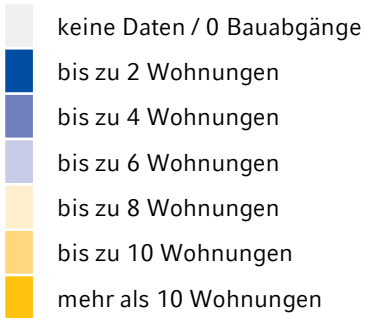 keine Daten / 0 Bauabgänge
bis zu 2 Wohnungen
bis zu 4 Wohnungen
bis zu 6 Wohnungen
bis zu 8 Wohnungen
bis zu 10 Wohnungen
mehr als 10 Wohnungen